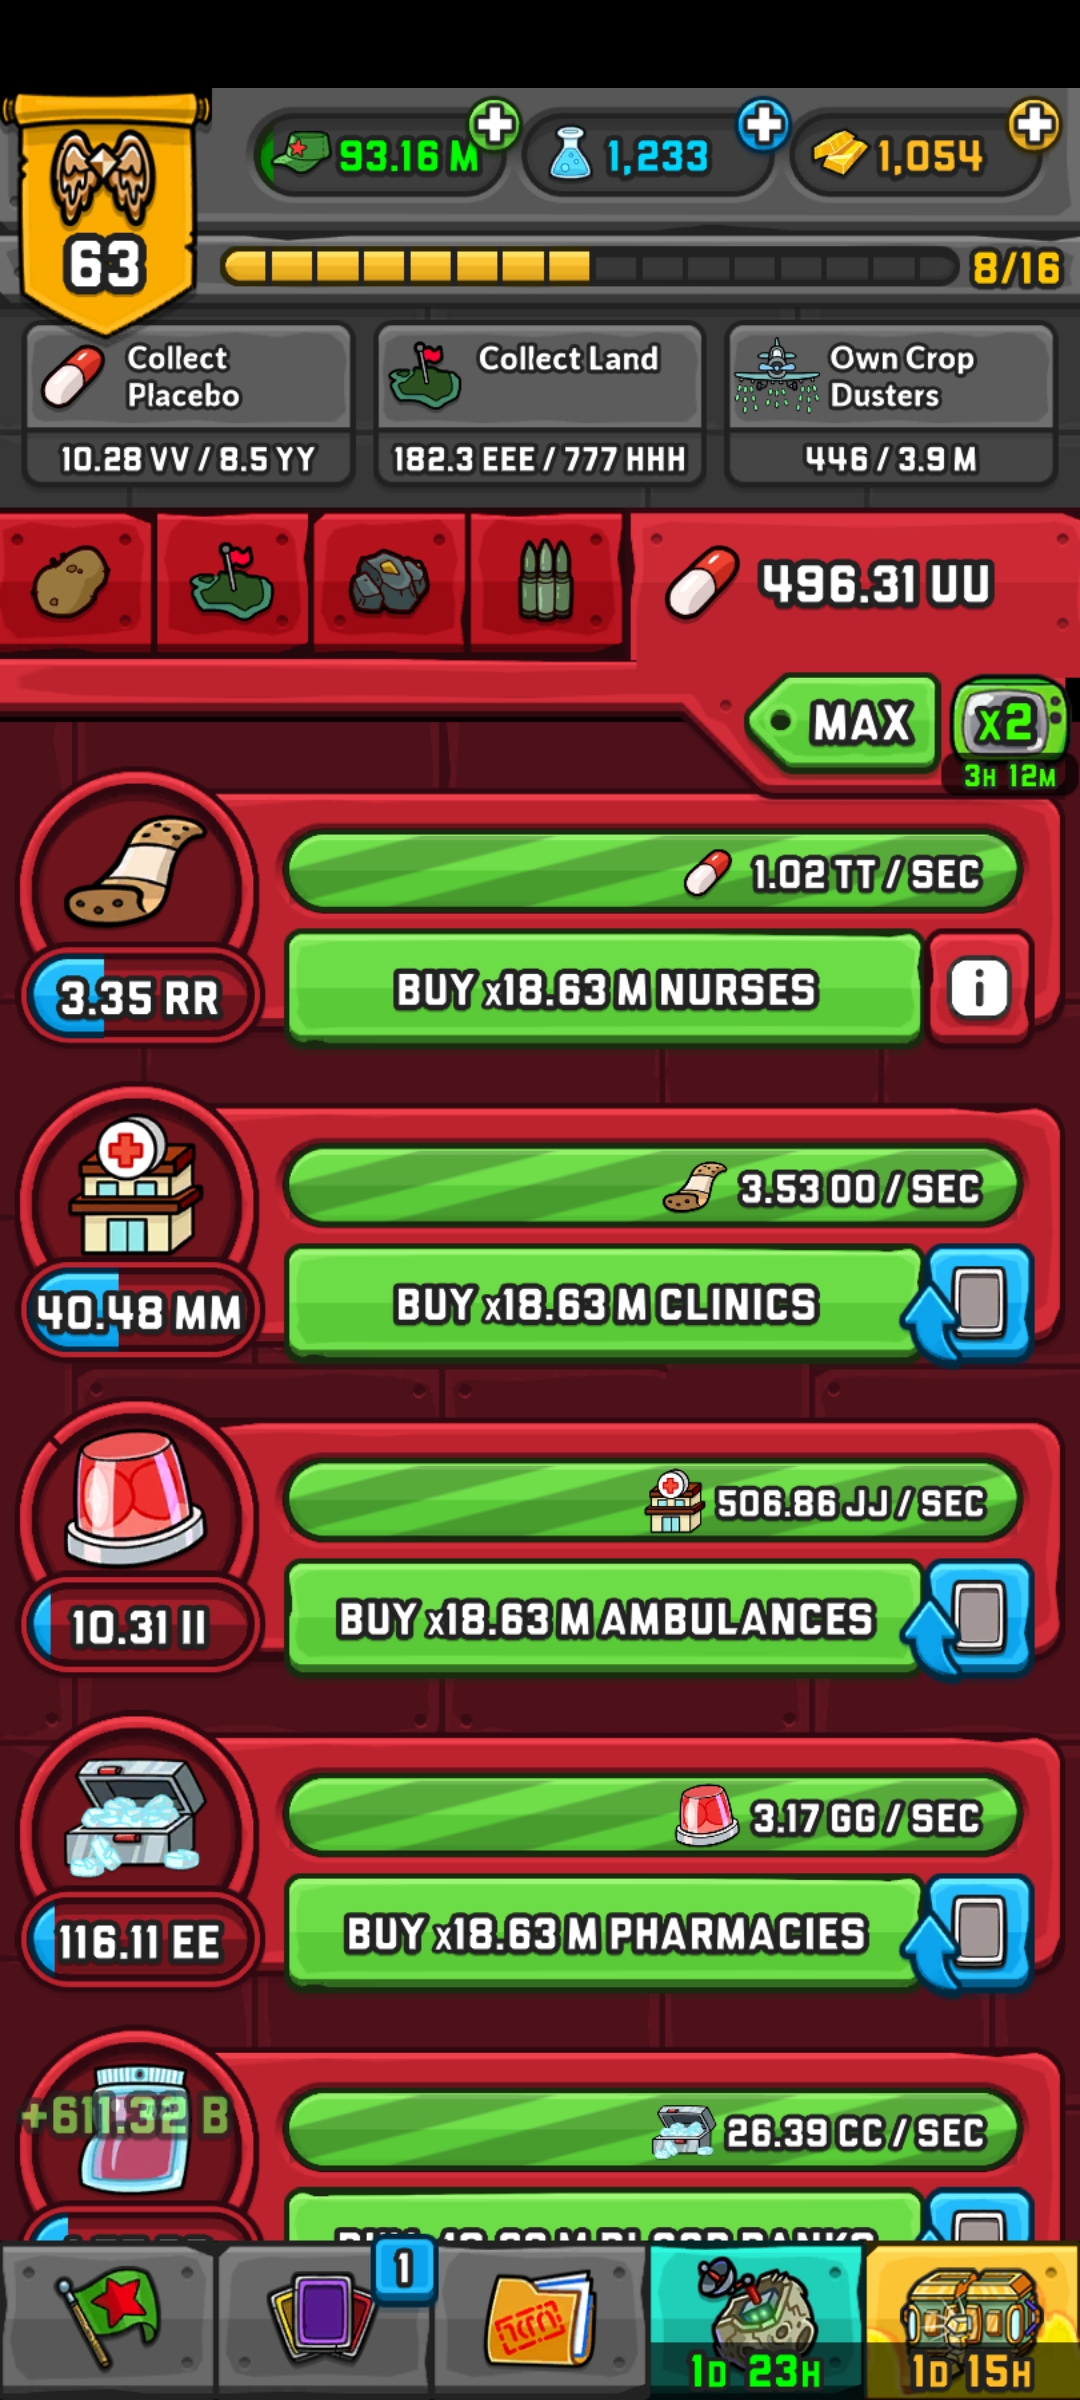 93.16 M
1,233
1,054
63
8/16
Collect
Placebo
Collect Land
Own Crop
Dusters
10.28 VV / 8.5 YY
182.3 EEE / 777 HHH
446 / 3.9 M
496.31 UU
MAX
x2
3H 12M
1.02 TT / SEC
3.35 RR
BUY x18.63 M NURSES
i
3.53 OO / SEC
40.48 MM
BUY x18.63 M CLINICS
506.86 JJ / SEC
10.31 II
BUY x18.63 M AMBULANCES
3.17 GG / SEC
116.11 EE
BUY x18.63 M PHARMACIES
+611.32 B
26.39 CC / SEC
1
1D 23H
1D 15H